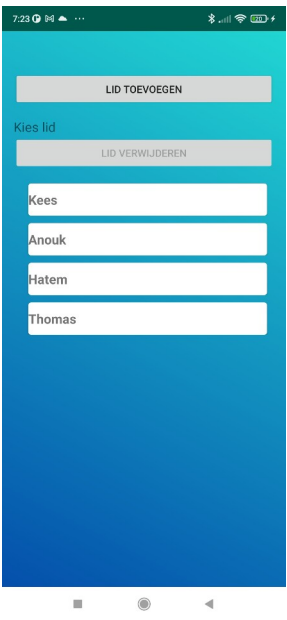 7:23
LID TOEVOEGEN
Kies lid
LID VERWIJDEREN
Kees
Anouk
Hatem
Thomas